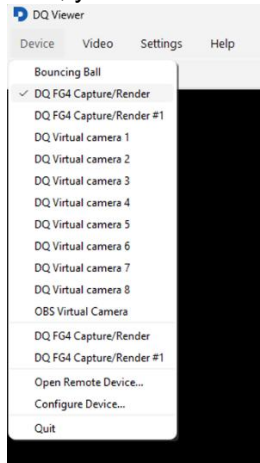 DQ Viewer
Device Video Settings Help
Bouncing Ball
✓ DQ FG4 Capture/Render
DQ FG4 Capture/Render #1
DQ Virtual camera 1
DQ Virtual camera 2
DQ Virtual camera 3
DQ Virtual camera 4
DQ Virtual camera 5
DQ Virtual camera 6
DQ Virtual camera 7
DQ Virtual camera 8
OBS Virtual Camera
DQ FG4 Capture/Render
DQ FG4 Capture/Render #1
Open Remote Device...
Configure Device...
Quit